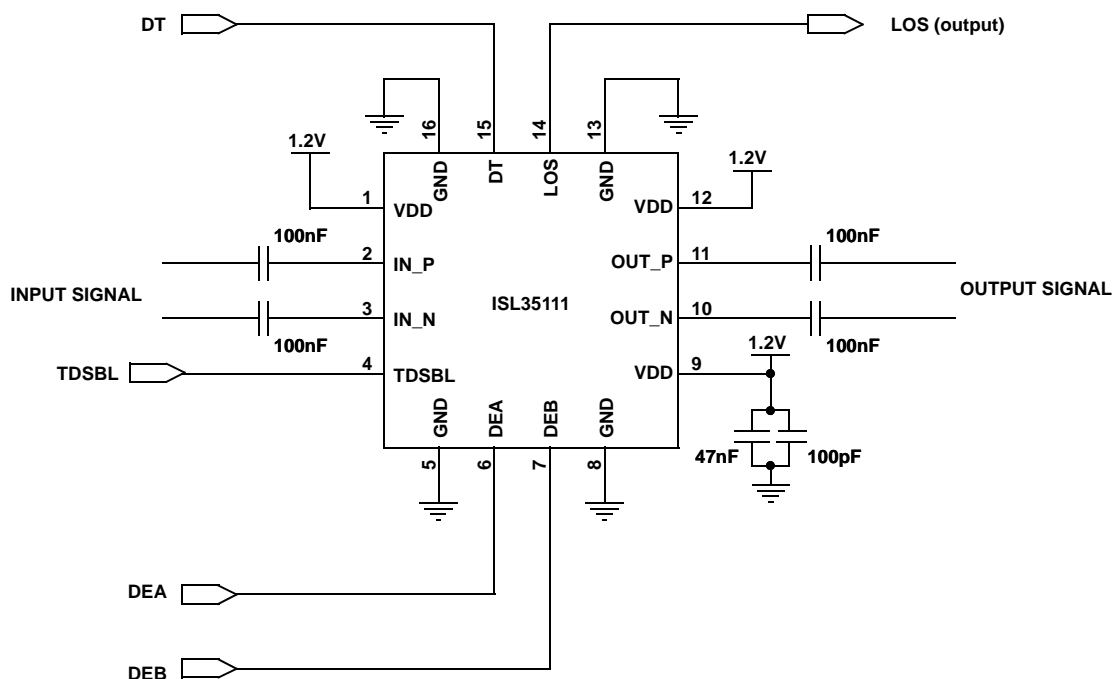 DT
LOS (output)
16
15
14
13
1.2V
1.2V
GND
DT
LOS
GND
1
VDD
VDD
12
100nF
100nF
2
IN_P
OUT_P
11
INPUT SIGNAL
ISL35111
OUTPUT SIGNAL
3
IN_N
OUT_N
10
100nF
100nF
1.2V
TDSBL
4
TDSBL
VDD
9
GND
DEA
DEB
GND
47nF
100pF
5
6
7
8
DEA
DEB